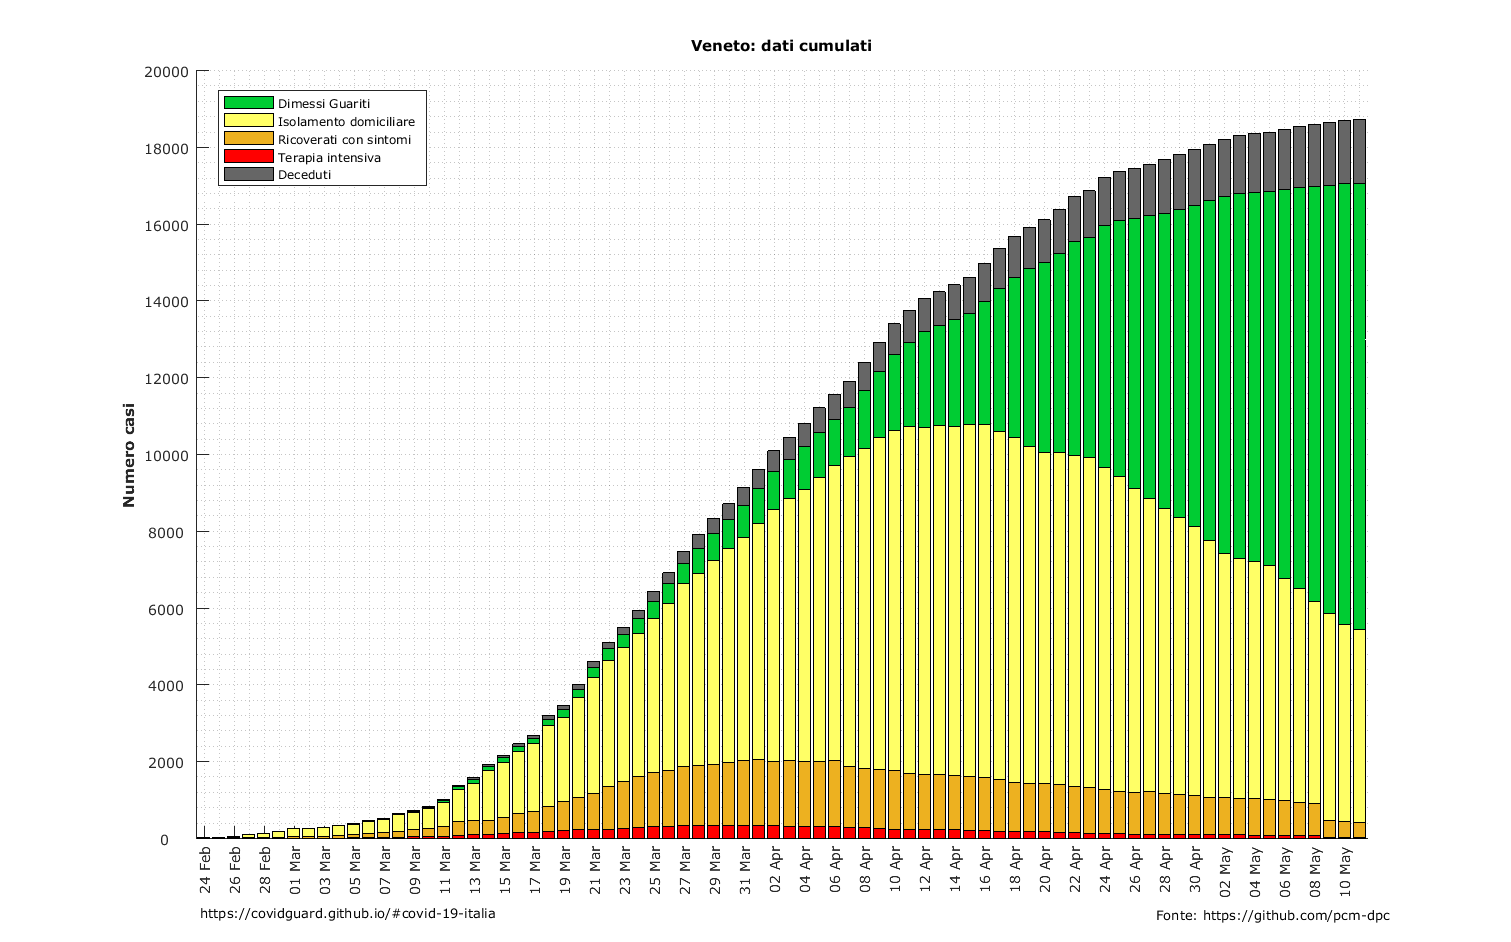 Veneto: dati cumulati
Numero casi
20000
18000
16000
14000
12000
10000
8000
6000
4000
2000
0
Dimessi Guariti
Isolamento domiciliare
Ricoverati con sintomi
Terapia intensiva
Deceduti
24 Feb
26 Feb
28 Feb
01 Mar
03 Mar
05 Mar
07 Mar
09 Mar
11 Mar
13 Mar
15 Mar
17 Mar
19 Mar
21 Mar
23 Mar
25 Mar
27 Mar
29 Mar
31 Mar
02 Apr
04 Apr
06 Apr
08 Apr
10 Apr
12 Apr
14 Apr
16 Apr
18 Apr
20 Apr
22 Apr
24 Apr
26 Apr
28 Apr
30 Apr
02 May
04 May
06 May
08 May
10 May
https://covidguard.github.io/#covid-19-italia
Fonte: https://github.com/pcm-dpc